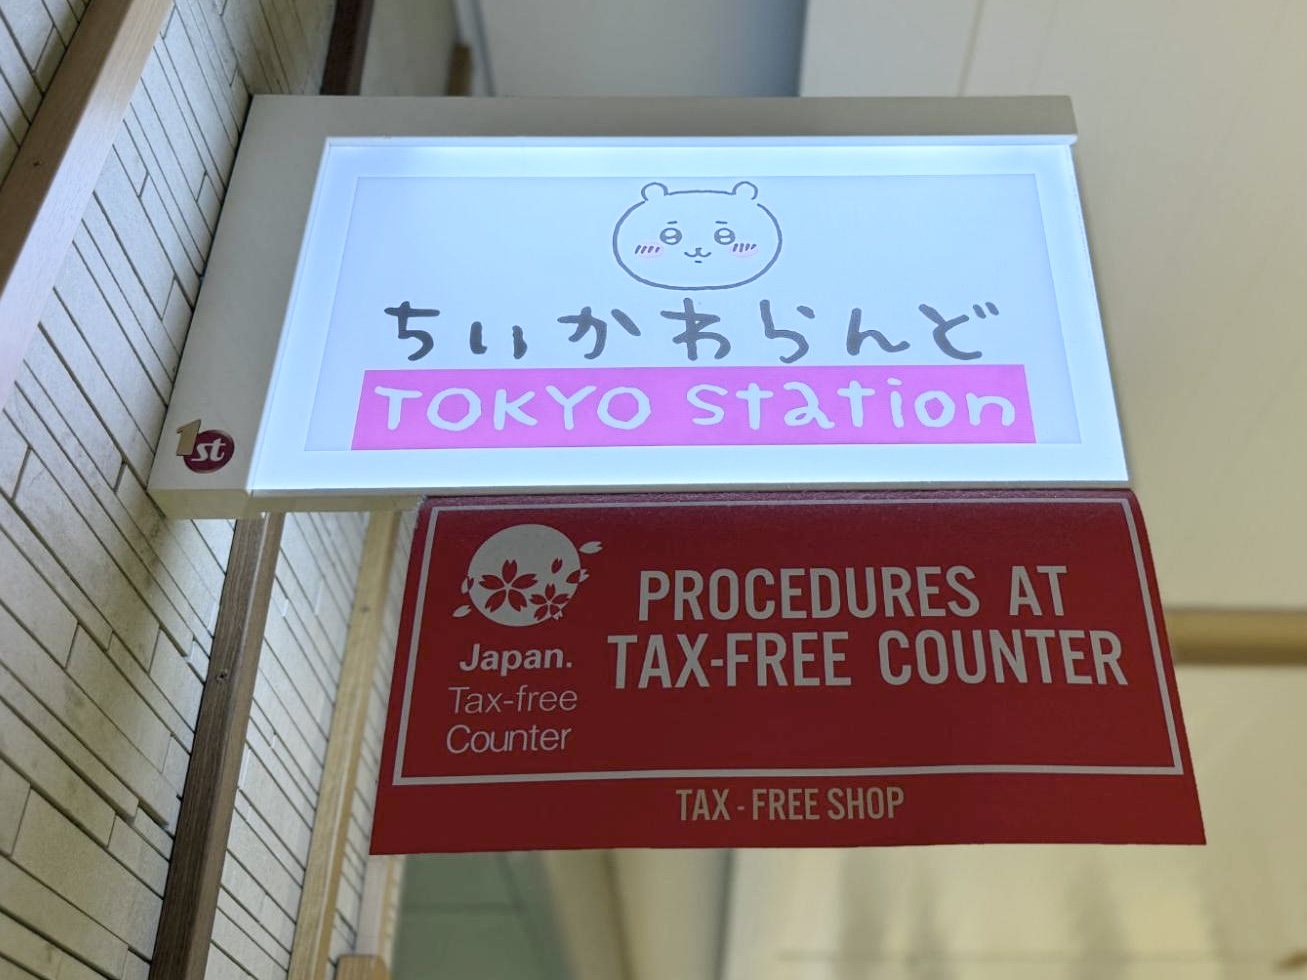 ちいかわらんど
TOKYO Station
1st
Japan.
Tax-free
Counter
PROCEDURES AT
TAX-FREE COUNTER
TAX-FREE SHOP